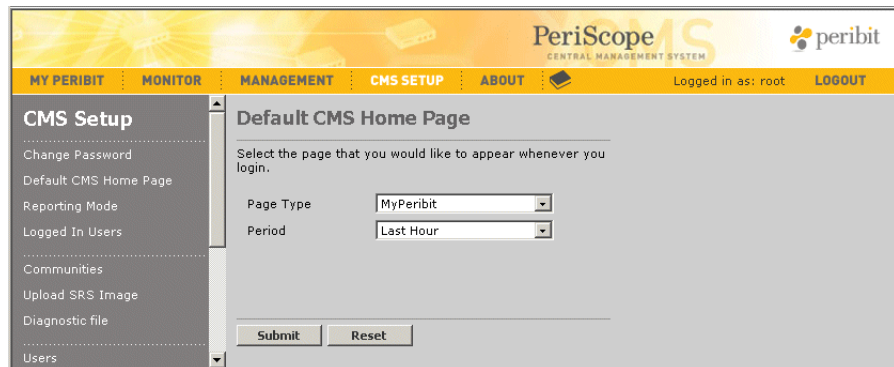 PeriScope
CENTRAL MANAGEMENT SYSTEM
peribit
MY PERIBIT MONITOR MANAGEMENT CMS SETUP ABOUT Logged in as: root LOGOUT
CMS Setup
Change Password
Default CMS Home Page
Reporting Mode
Logged In Users
Communities
Upload SRS Image
Diagnostic file
Users
Default CMS Home Page
Select the page that you would like to appear whenever you
login.
Page Type MyPeribit
Period Last Hour
Submit Reset